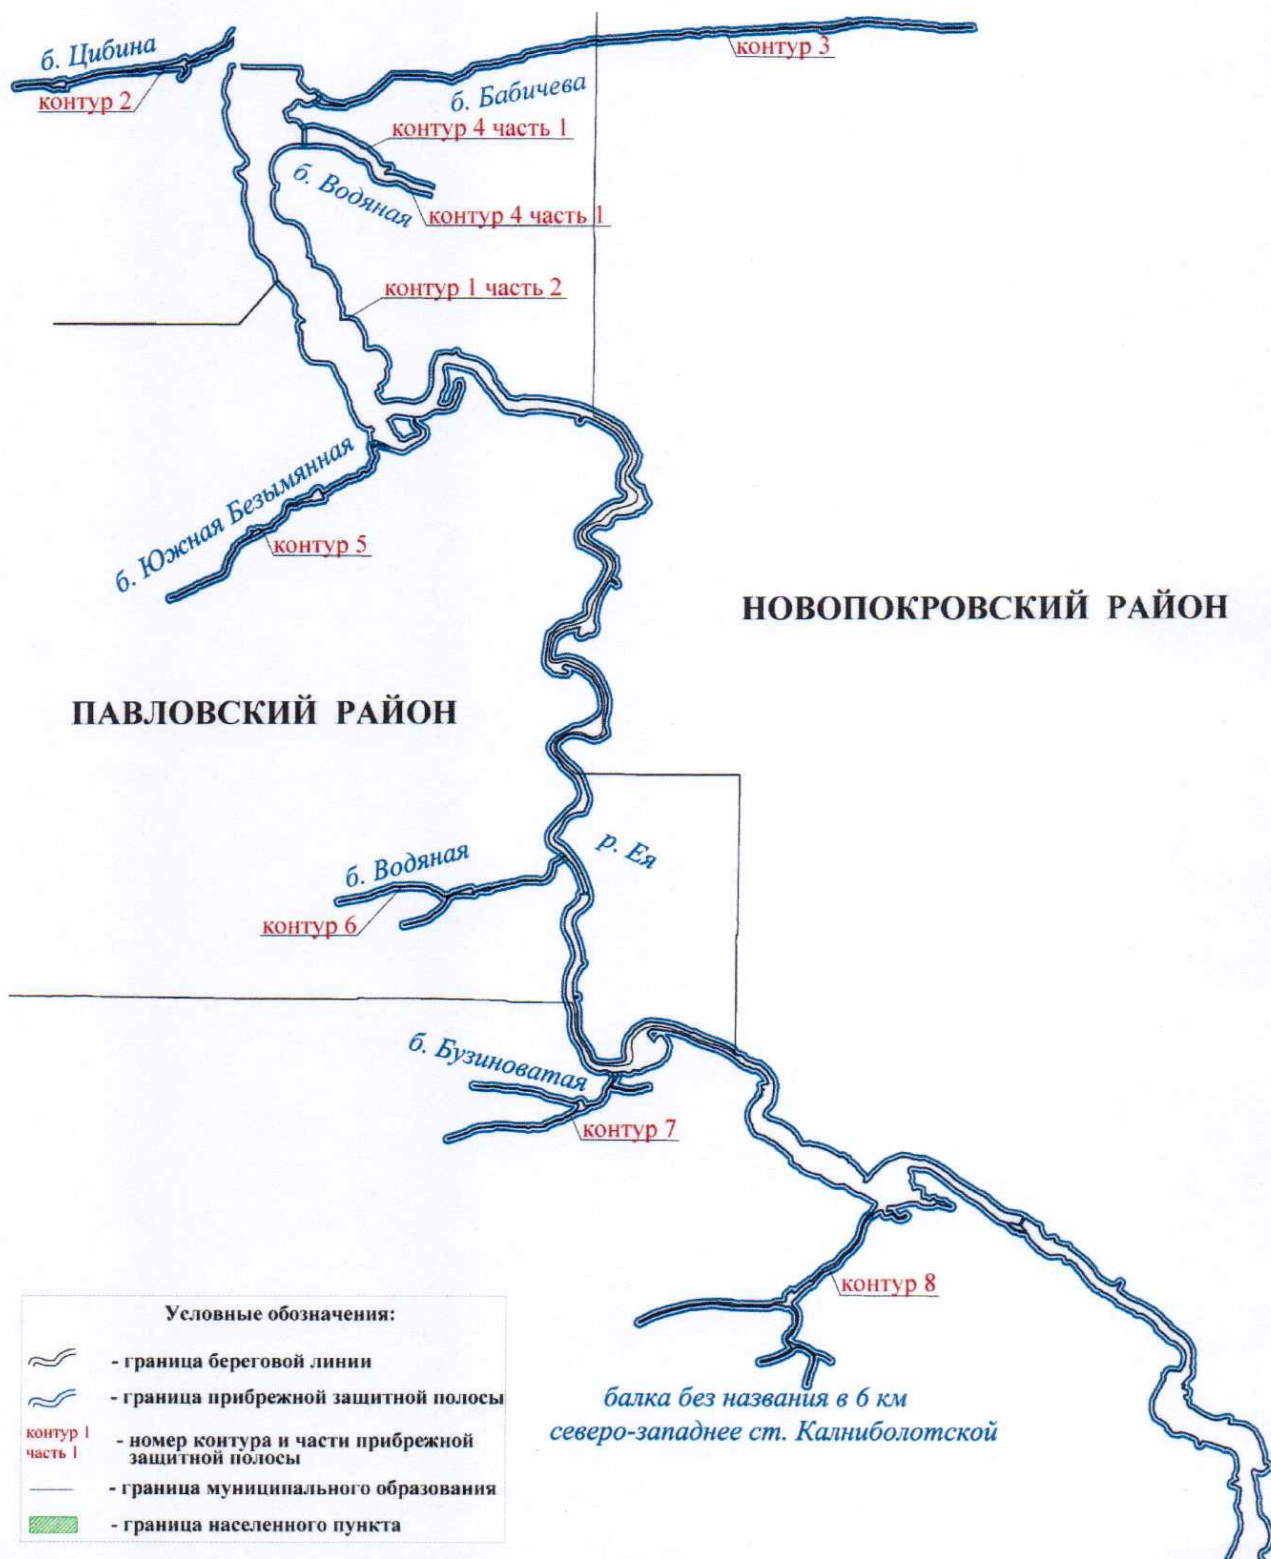 б. Цибина
контур 2
контур 3
б. Бабичева
контур 4 часть 1
б. Водяная
контур 4 часть 1
контур 1 часть 2
б. Южная Безымянная
контур 5
НОВОПОКРОВСКИЙ РАЙОН
ПАВЛОВСКИЙ РАЙОН
р. Ея
б. Водяная
контур 6
б. Бузиноватая
контур 7
контур 8
балка без названия в 6 км
северо-западнее ст. Калниболотской
Условные обозначения:
- граница береговой линии
- граница прибрежной защитной полосы
контур 1
часть 1
- номер контура и части прибрежной
защитной полосы
- граница муниципального образования
- граница населенного пункта